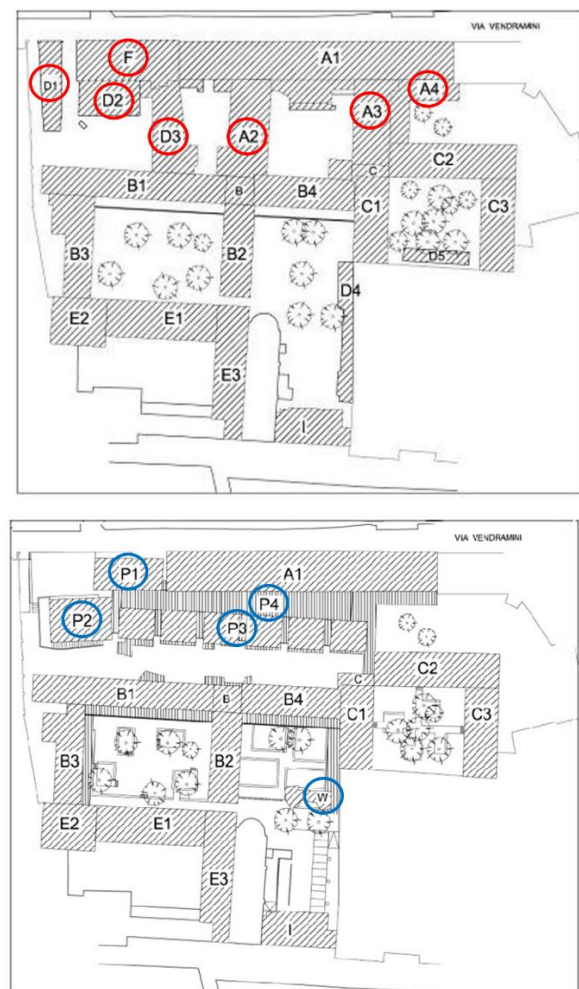 VIA VENDRAMINI
F
A1
D1
D2
A4
A3
D3
A2
C2
C
B1
B
B4
C1
C3
B3
B2
D5
D4
E2
E1
E3
I
VIA VENDRAMINI
P1
A1
P4
P2
P3
C2
C
B1
B
B4
C1
C3
B3
B2
W
E2
E1
E3
I